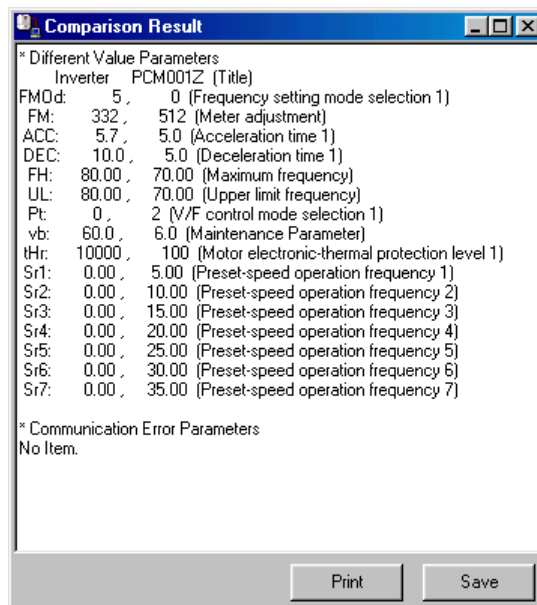 Comparison Result
* Different Value Parameters
Inverter PCM001Z (Title)
FMOd: 5 , 0 (Frequency setting mode selection 1)
FM: 332 , 512 (Meter adjustment)
ACC: 5.7 , 5.0 (Acceleration time 1)
DEC: 10.0 , 5.0 (Deceleration time 1)
FH: 80.00 , 70.00 (Maximum frequency)
UL: 80.00 , 70.00 (Upper limit frequency)
Pt: 0 , 2 (V/F control mode selection 1)
vb: 60.0 , 6.0 (Maintenance Parameter)
tHr: 10000 , 100 (Motor electronic-thermal protection level 1)
Sr1: 0.00 , 5.00 (Preset-speed operation frequency 1)
Sr2: 0.00 , 10.00 (Preset-speed operation frequency 2)
Sr3: 0.00 , 15.00 (Preset-speed operation frequency 3)
Sr4: 0.00 , 20.00 (Preset-speed operation frequency 4)
Sr5: 0.00 , 25.00 (Preset-speed operation frequency 5)
Sr6: 0.00 , 30.00 (Preset-speed operation frequency 6)
Sr7: 0.00 , 35.00 (Preset-speed operation frequency 7)
* Communication Error Parameters
No Item.
Print Save